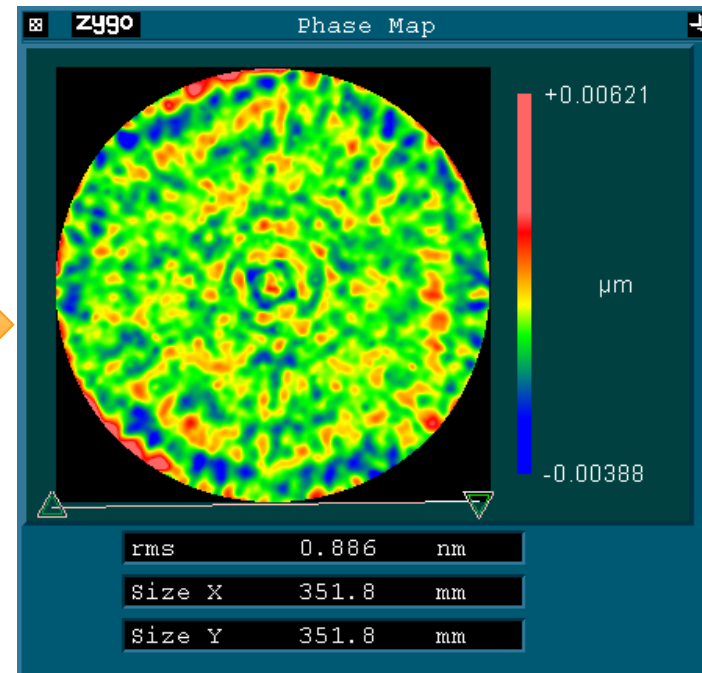 zygo Phase Map
+0.00621
µm
-0.00388
rms 0.886 nm
Size X 351.8 mm
Size Y 351.8 mm